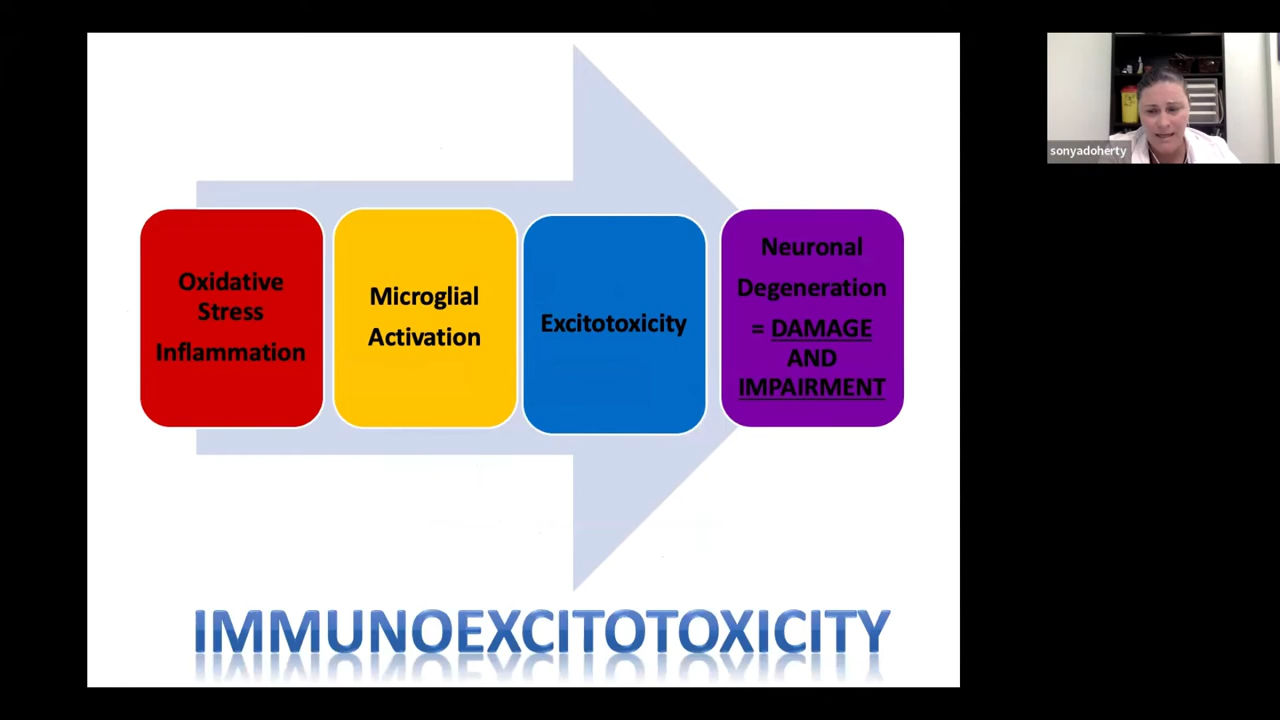 sonyadoherty
Oxidative
Stress
Inflammation
Microglial
Activation
Excitotoxicity
Neuronal
Degeneration
= DAMAGE
AND
IMPAIRMENT
IMMUNOEXCITOTOXICITY